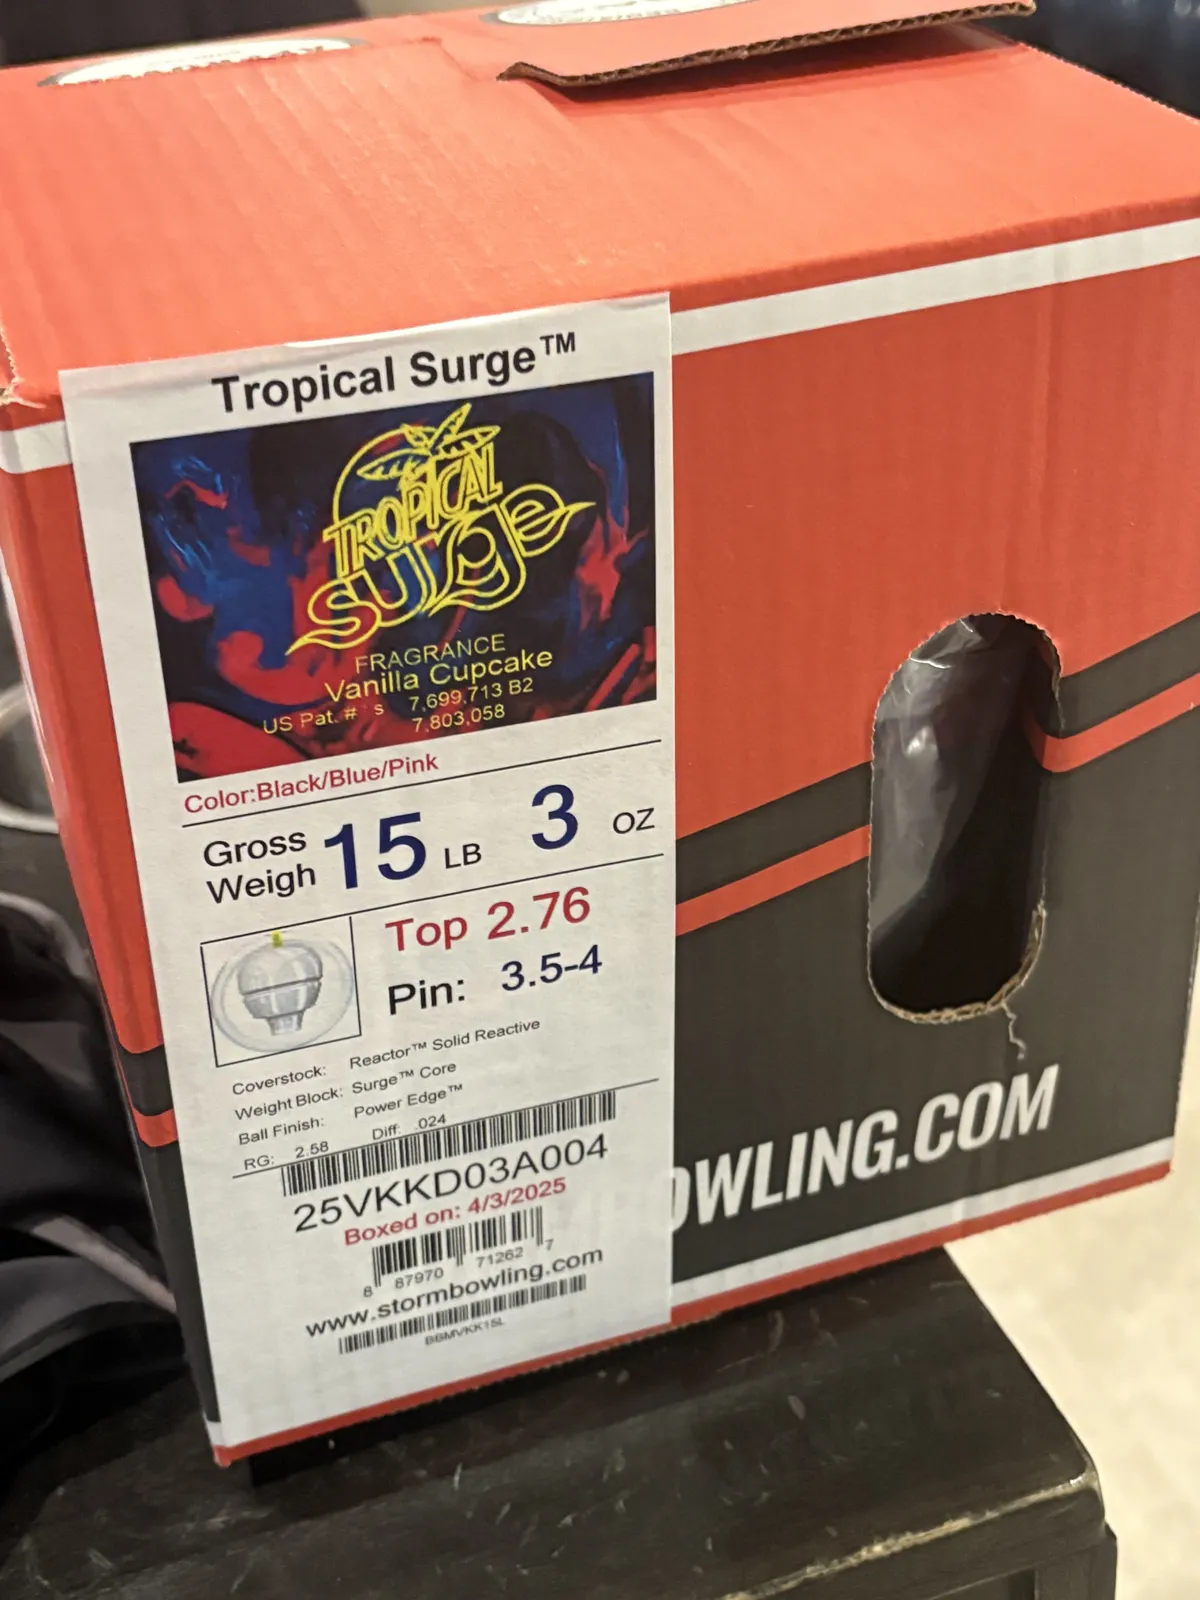 Tropical Surge™
TROPICAL
surge
FRAGRANCE
Vanilla Cupcake
US Pat. # s 7,699,713 B2
7,803,058
Color:Black/Blue/Pink
Gross
Weigh 15 LB 3 OZ
Top 2.76
Pin: 3.5-4
Coverstock: Reactor™ Solid Reactive
Weight Block: Surge™ Core
Ball Finish: Power Edge™
RG: 2.58 Diff: .024
25VKKD03A004
Boxed on: 4/3/2025
8 87970 71262 7
www.stormbowling.com
BBMVKK15L
MBOWLING.COM